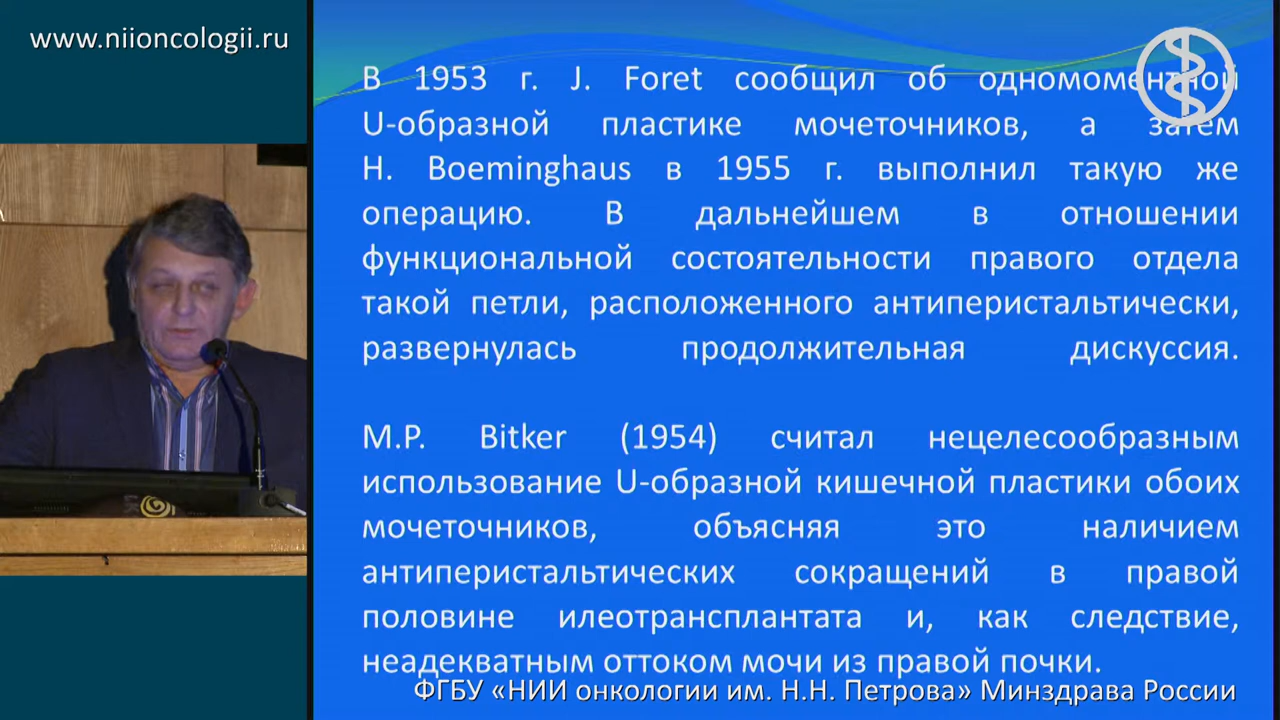 www.niioncologii.ru
В 1953 г. J. Foret сообщил об одномоментной
U-образной пластике мочеточников, а затем
H. Boeminghaus в 1955 г. выполнил такую же
операцию. В дальнейшем в отношении
функциональной состоятельности правого отдела
такой петли, расположенного антиперистальтически,
развернулась продолжительная дискуссия.
M.P. Bitker (1954) считал нецелесообразным
использование U-образной кишечной пластики обоих
мочеточников, объясняя это наличием
антиперистальтических сокращений в правой
половине илеотрансплантата и, как следствие,
неадекватным оттоком мочи из правой почки.
ФГБУ «НИИ онкологии им. Н.Н. Петрова» Минздрава России